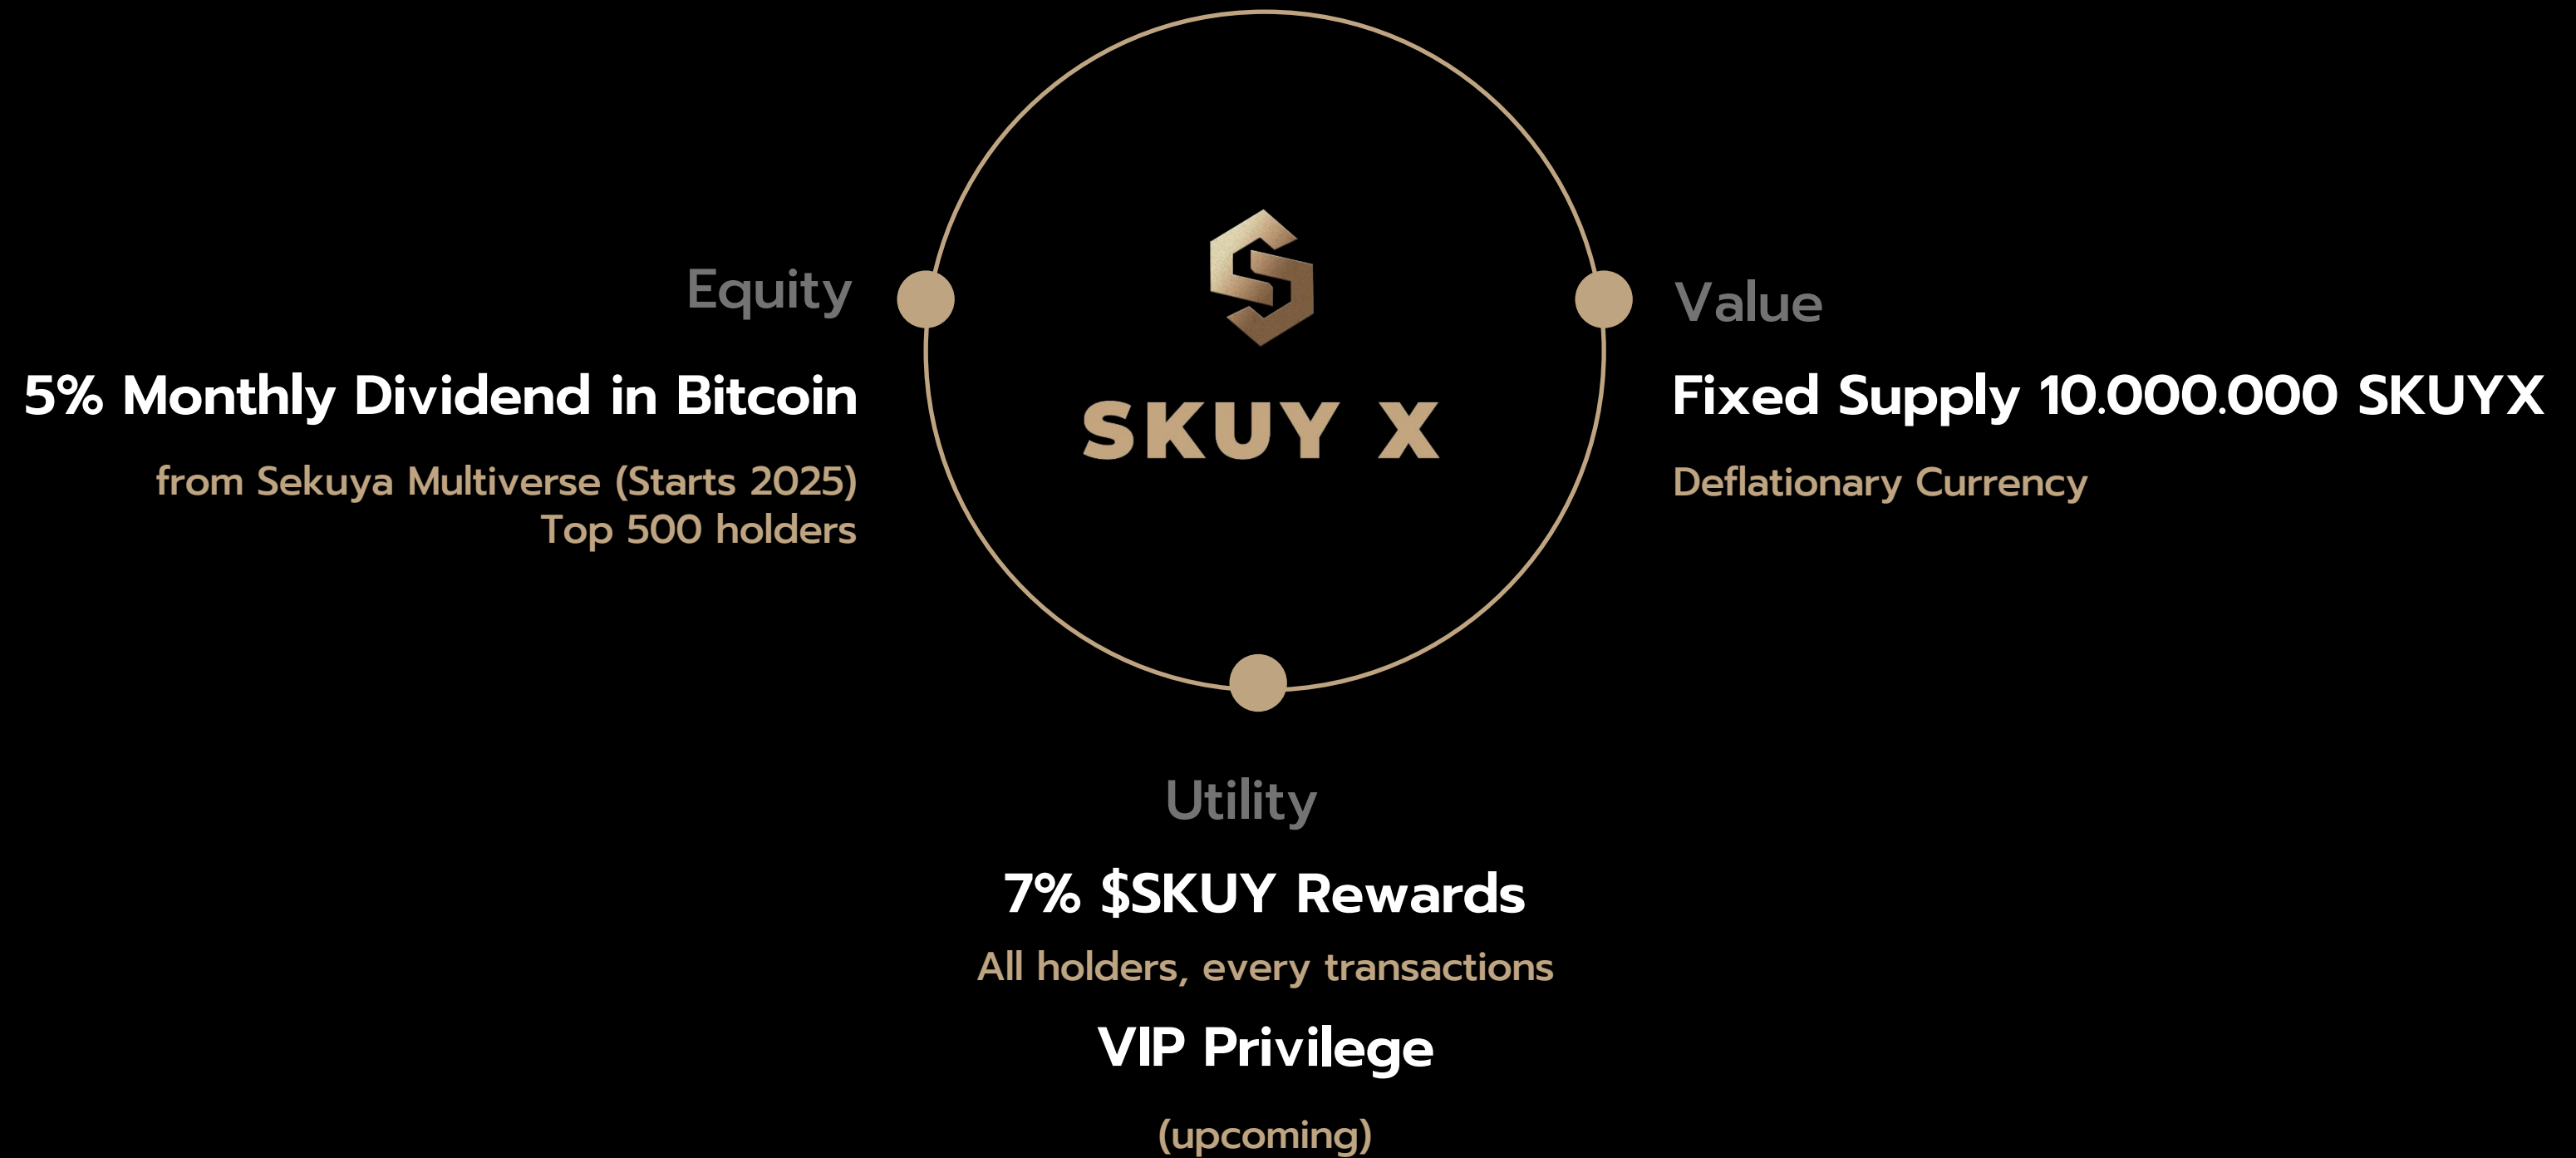 SKUY X
Equity
5% Monthly Dividend in Bitcoin
from Sekuya Multiverse (Starts 2025)
Top 500 holders
Value
Fixed Supply 10.000.000 SKUYX
Deflationary Currency
Utility
7% $SKUY Rewards
All holders, every transactions
VIP Privilege
(upcoming)